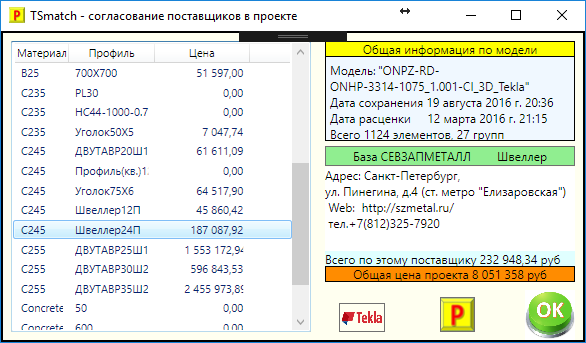 P TSmatch - согласование поставщиков в проекте
Материал Профиль Цена
B25 700X700 51 597,00
C235 PL30 0,00
C235 HC44-1000-0.7 0,00
C235 Уголок50X5 7 047,74
C245 ДВУТАВР20Ш1 61 611,09
C245 Профиль(кв.)1. 0,00
C245 Уголок75X6 64 517,90
C245 Швеллер12П 45 860,42
C245 Швеллер24П 187 087,92
C255 ДВУТАВР25Ш1 1 553 172,94
C255 ДВУТАВР30Ш2 596 843,53
C255 ДВУТАВР35Ш2 2 455 973,89
Concrete 50 0,00
Concrete 600 0,00
Общая информация по модели
Модель: "ONPZ-RD-
ONHP-3314-1075_1.001-CI_3D_Tekla"
Дата сохранения 19 августа 2016 г. 20:36
Дата расценки 12 марта 2016 г. 21:15
Всего 1124 элементов, 27 групп
База СЕВЗАПМЕТАЛЛ Швеллер
Адрес: Санкт-Петербург,
ул. Пинегина, д.4 (ст. метро "Елизаровская")
Web: http://szmetal.ru/
тел.+7(812)325-7920
Всего по этому поставщику 232 948,34 руб
Общая цена проекта 8 051 358 руб
Tekla P OK